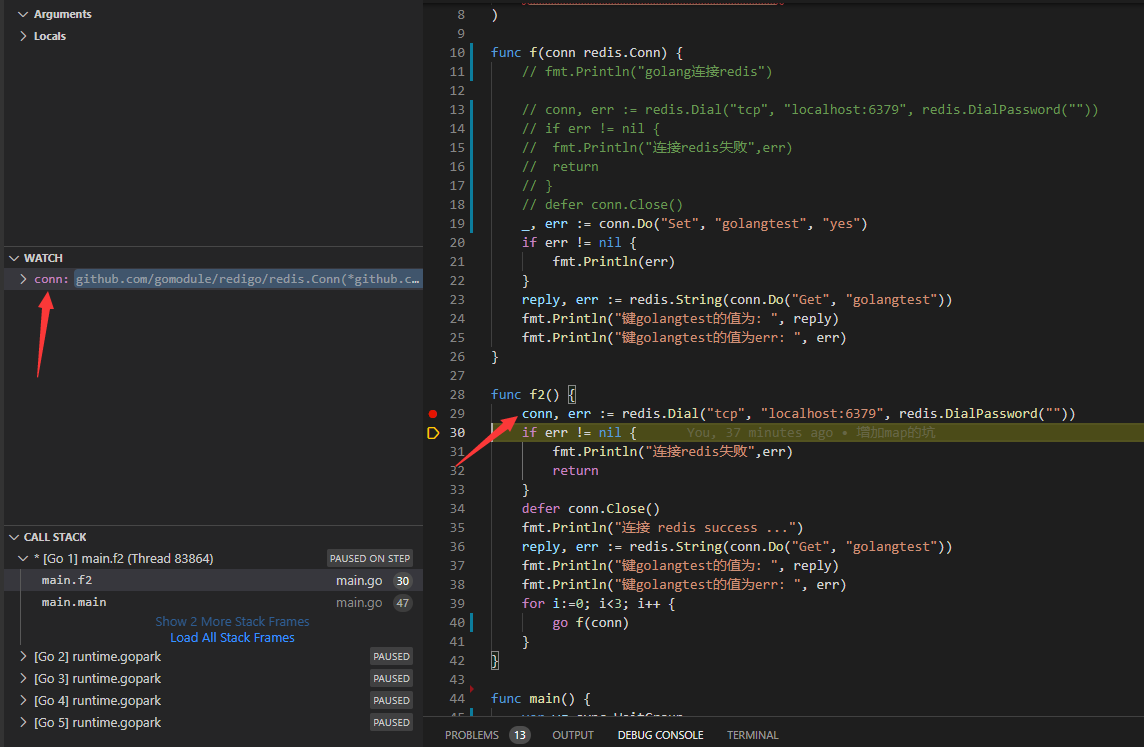 Arguments
Locals
WATCH
conn: github.com/gomodule/redigo/redis.Conn(*github.c...
CALL STACK
* [Go 1] main.f2 (Thread 83864) PAUSED ON STEP
main.f2 main.go 30
main.main main.go 47
Show 2 More Stack Frames
Load All Stack Frames
[Go 2] runtime.gopark PAUSED
[Go 3] runtime.gopark PAUSED
[Go 4] runtime.gopark PAUSED
[Go 5] runtime.gopark PAUSED
8 )
9
10 func f(conn redis.Conn) {
11 // fmt.Println("golang连接redis")
12
13 // conn, err := redis.Dial("tcp", "localhost:6379", redis.DialPassword(""))
14 // if err != nil {
15 //  fmt.Println("连接redis失败",err)
16 //  return
17 // }
18 // defer conn.Close()
19 _, err := conn.Do("Set", "golangtest", "yes")
20 if err != nil {
21 fmt.Println(err)
22 }
23 reply, err := redis.String(conn.Do("Get", "golangtest"))
24 fmt.Println("键golangtest的值为: ", reply)
25 fmt.Println("键golangtest的值为err: ", err)
26 }
27
28 func f2() {
29 conn, err := redis.Dial("tcp", "localhost:6379", redis.DialPassword(""))
30 if err != nil { You, 37 minutes ago • 增加map的坑
31 fmt.Println("连接redis失败",err)
32 return
33 }
34 defer conn.Close()
35 fmt.Println("连接 redis success ...")
36 reply, err := redis.String(conn.Do("Get", "golangtest"))
37 fmt.Println("键golangtest的值为: ", reply)
38 fmt.Println("键golangtest的值为err: ", err)
39 for i:=0; i<3; i++ {
40 go f(conn)
41 }
42 }
43
44 func main() {
PROBLEMS 13 OUTPUT DEBUG CONSOLE TERMINAL